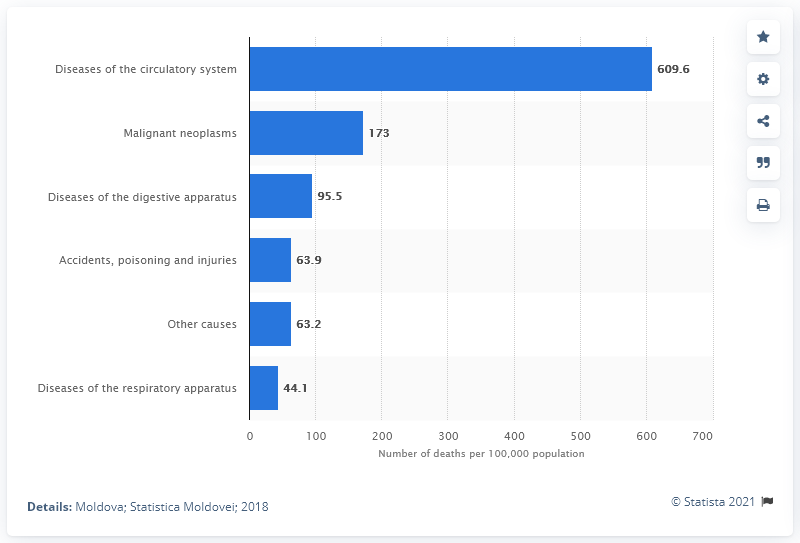 Diseases of the circulatory system 609.6
Malignant neoplasms 173
Diseases of the digestive apparatus 95.5
Accidents, poisoning and injuries 63.9
Other causes 63.2
Diseases of the respiratory apparatus 44.1
0 100 200 300 400 500 600 700
Number of deaths per 100,000 population
Details: Moldova; Statistica Moldovei; 2018
© Statista 2021